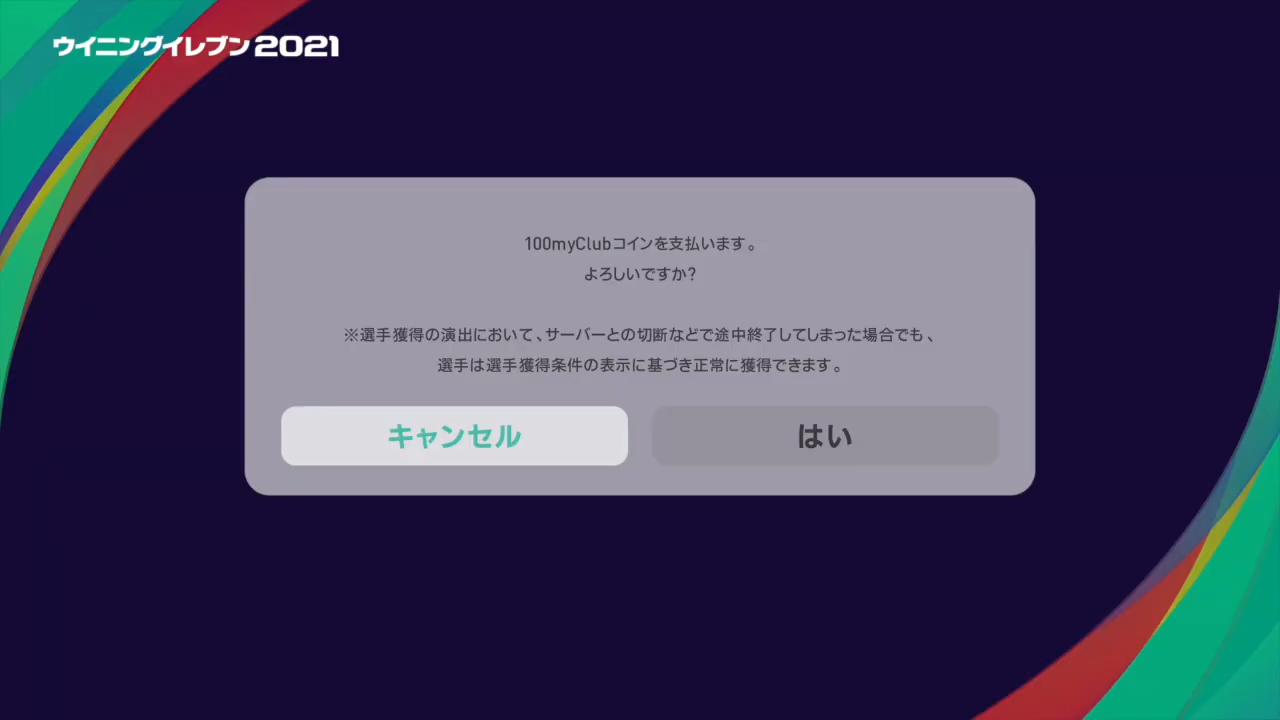 ウイニングイレブン2021
100myClubコインを支払います。
よろしいですか?
※選手獲得の演出において、サーバーとの切断などで途中終了してしまった場合でも、
選手は選手獲得条件の表示に基づき正常に獲得できます。
キャンセル
はい